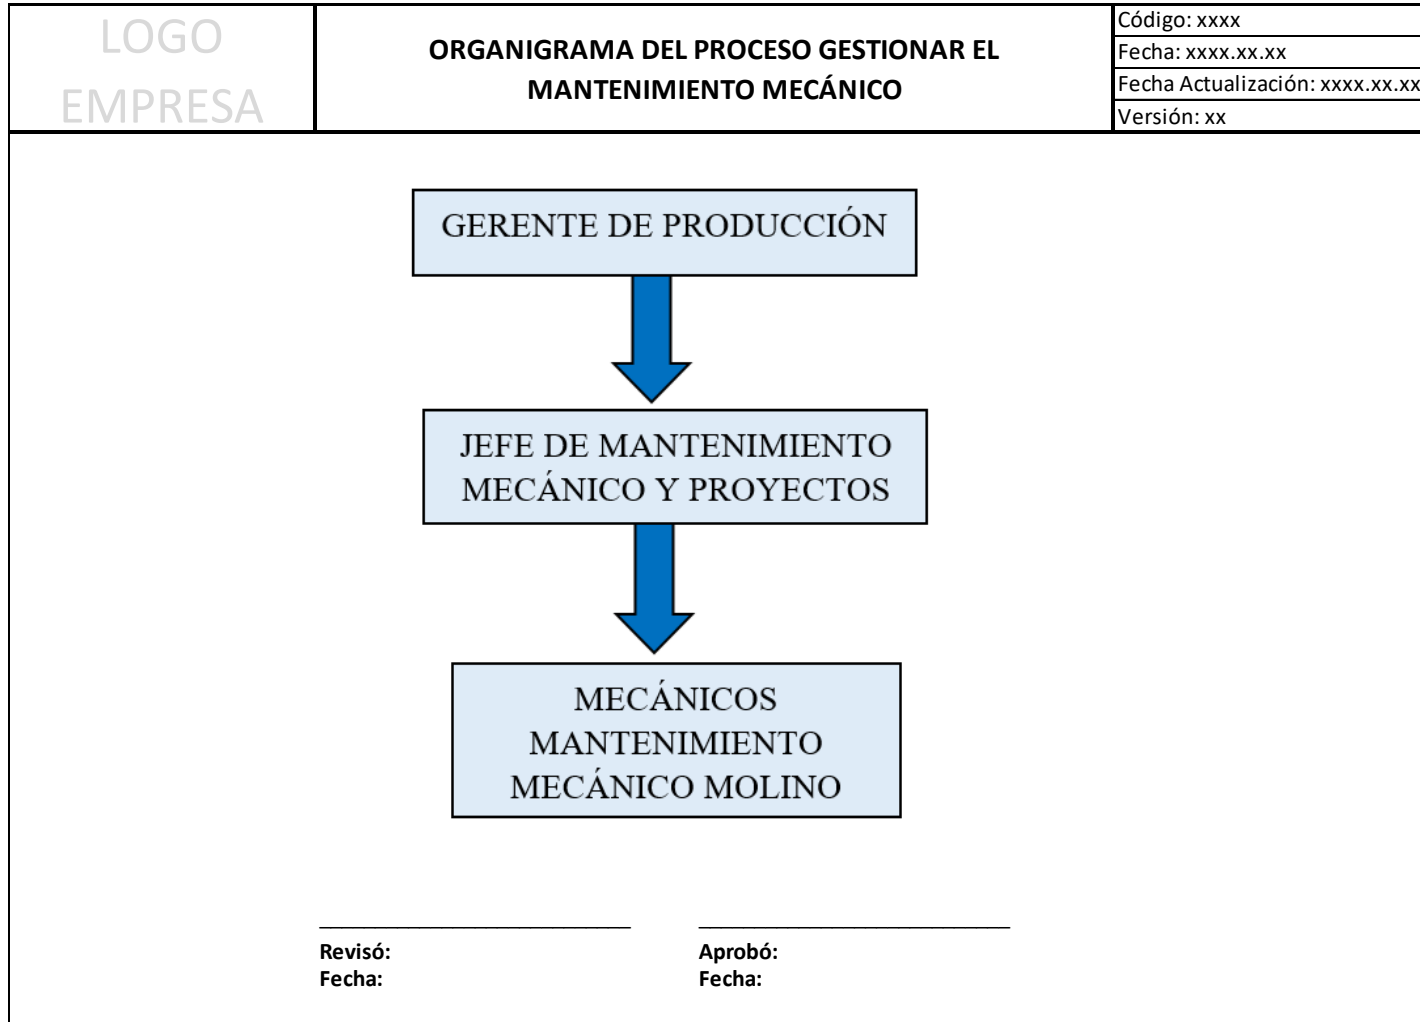 LOGO
EMPRESA
ORGANIGRAMA DEL PROCESO GESTIONAR EL
MANTENIMIENTO MECÁNICO
Código: xxxx
Fecha: xxxx.xx.xx
Fecha Actualización: xxxx.xx.xx
Versión: xx
GERENTE DE PRODUCCIÓN
JEFE DE MANTENIMIENTO
MECÁNICO Y PROYECTOS
MECÁNICOS
MANTENIMIENTO
MECÁNICO MOLINO
Revisó:
Fecha:
Aprobó:
Fecha: